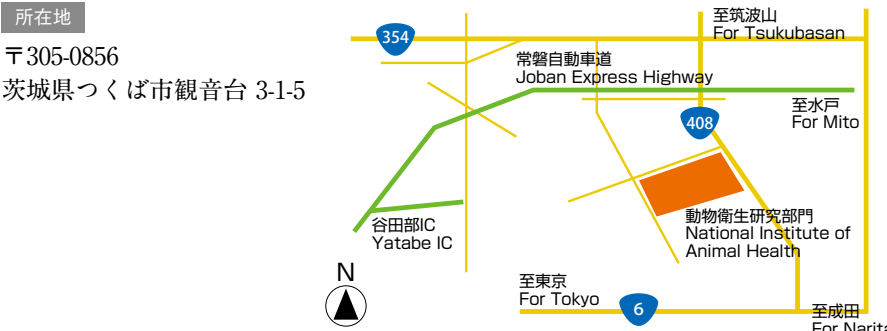 所在地
〒305-0856
茨城県つくば市観音台 3-1-5
354
至筑波山
For Tsukubasan
常磐自動車道
Joban Express Highway
至水戸
For Mito
408
谷田部IC
Yatabe IC
動物衛生研究部門
National Institute of
Animal Health
N
至東京
For Tokyo
6
至成田
For Narita